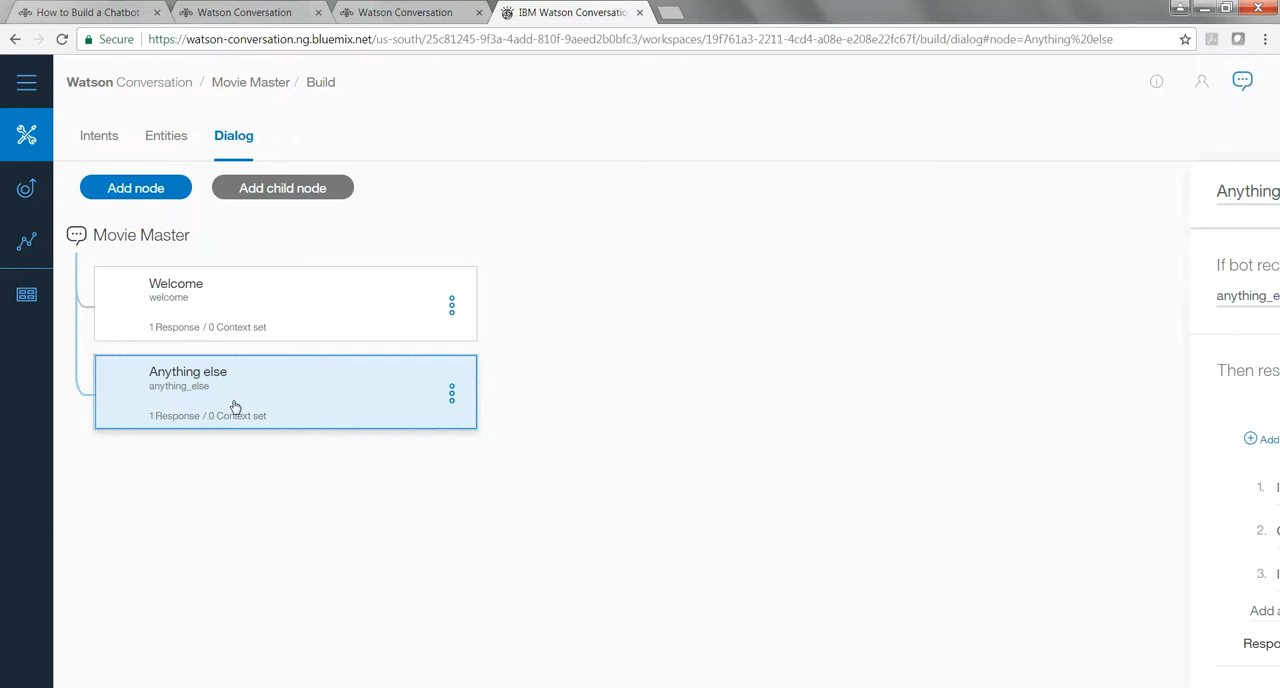 How to Build a Chatbot -
Watson Conversation
Watson Conversation
IBM Watson Conversatio
Secure https://watson-conversation.ng.bluemix.net/us-south/25c81245-9f3a-4add-810f-9aeed2b0bfc3/workspaces/19f761a3-2211-4cd4-a08e-e208e22fc67f/build/dialog#node=Anything%20else
Watson Conversation / Movie Master / Build
Intents Entities Dialog
Add node Add child node
Movie Master
Welcome
welcome
1 Response / 0 Context set
Anything else
anything_else
1 Response / 0 Context set
Anything
If bot rec
anything_e
Then res
Add
1. I
2.
3. I
Add a
Respo